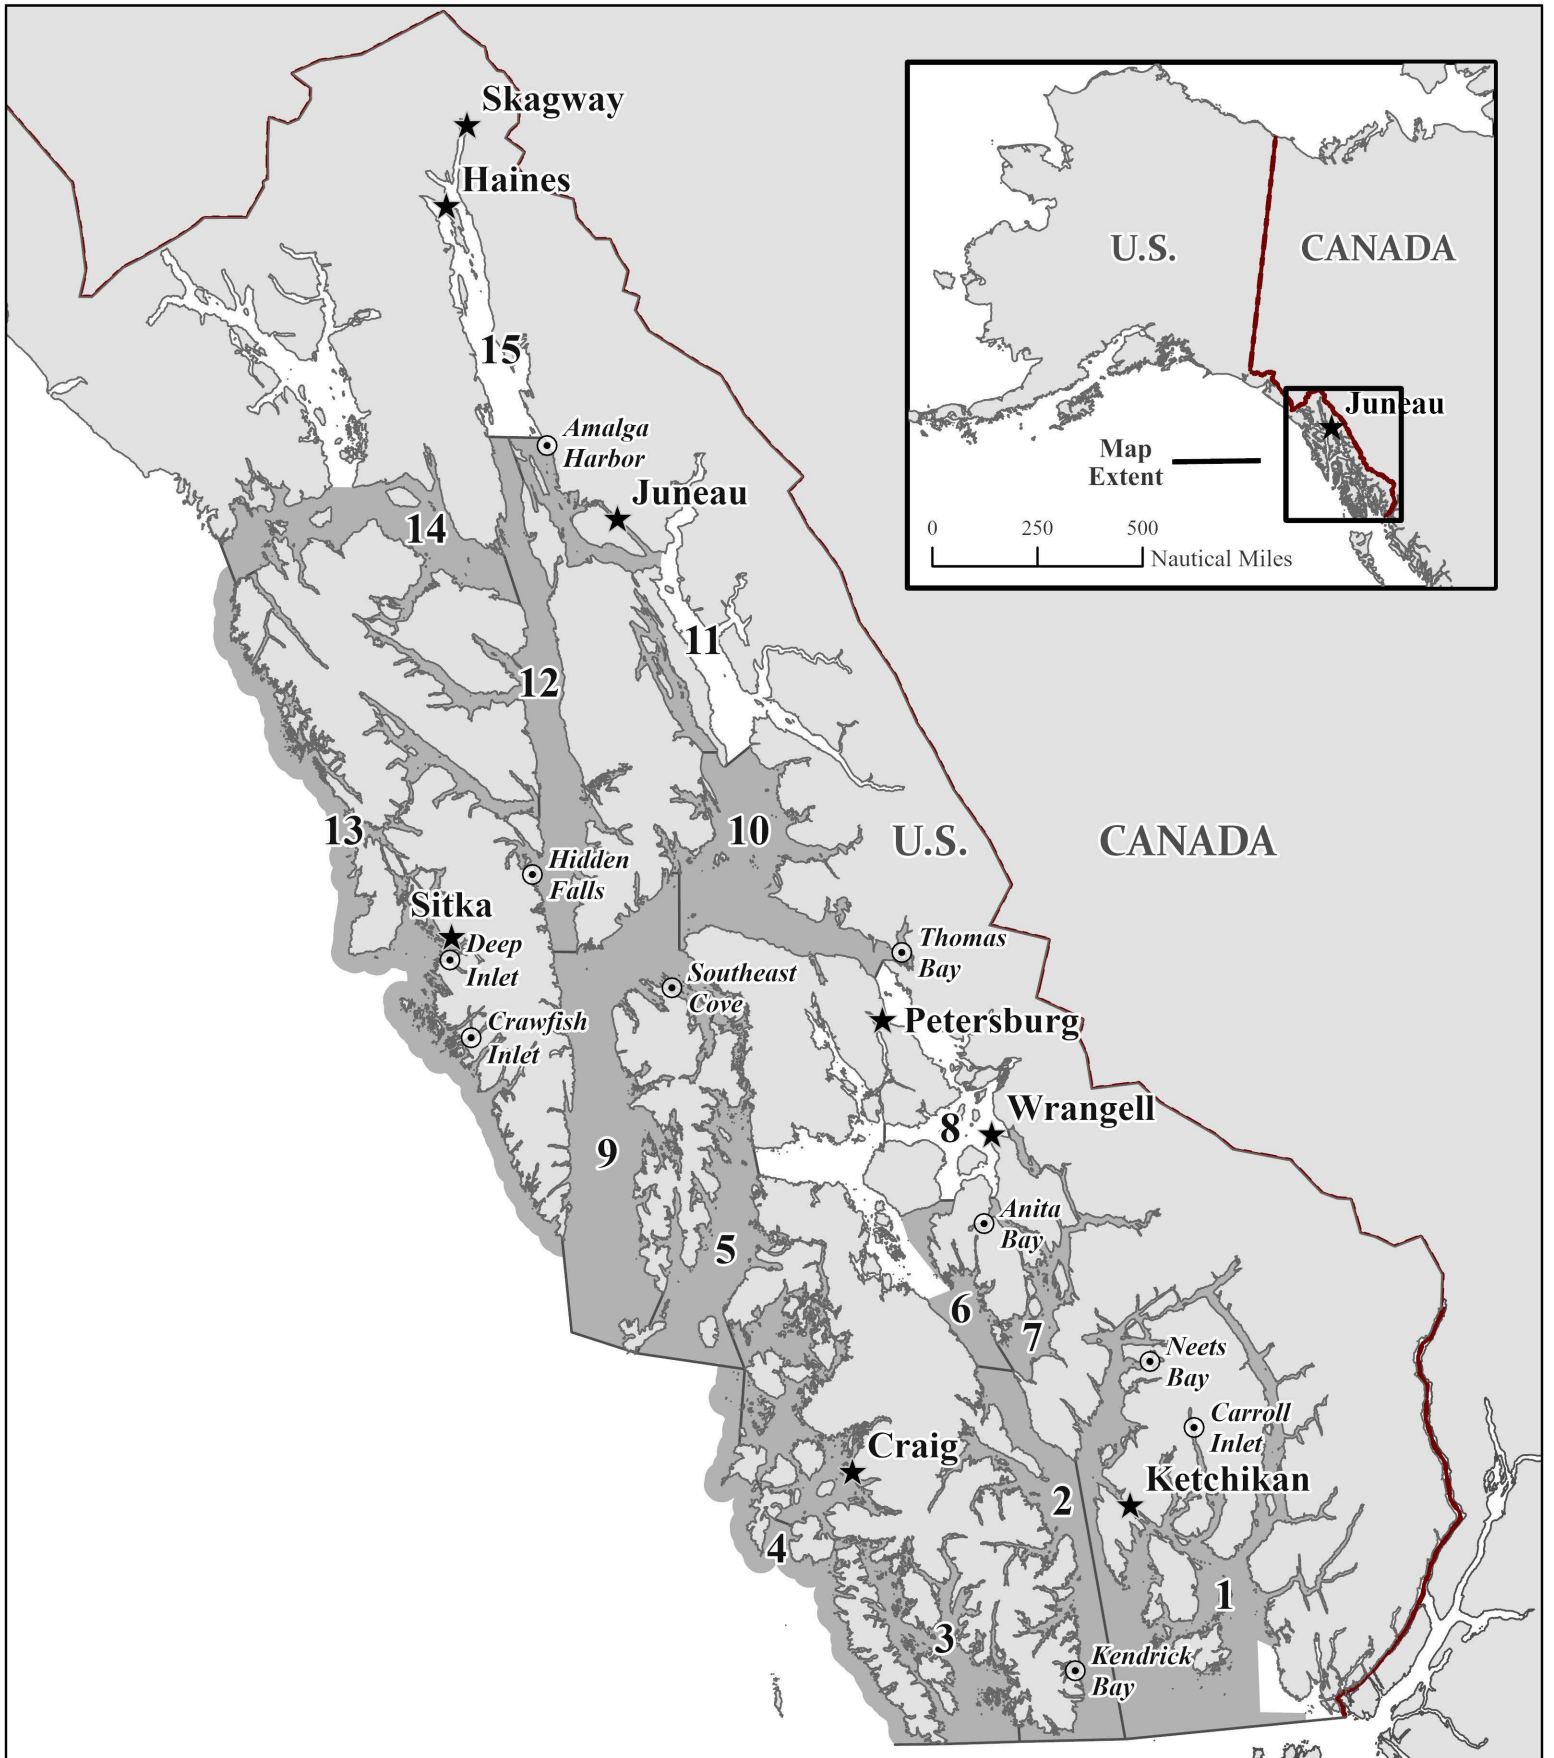 Skagway
Haines
U.S.
CANADA
Juneau
Map
Extent
0
250
500
Nautical Miles
15
Amalga
Harbor
Juneau
14
11
12
13
10
U.S.
CANADA
Hidden
Falls
Sitka
Deep
Inlet
Thomas
Bay
Southeast
Cove
Crawfish
Inlet
Petersburg
Wrangell
8
9
Anita
Bay
5
6
7
Neets
Bay
Carroll
Inlet
Craig
Ketchikan
2
4
1
3
Kendrick
Bay